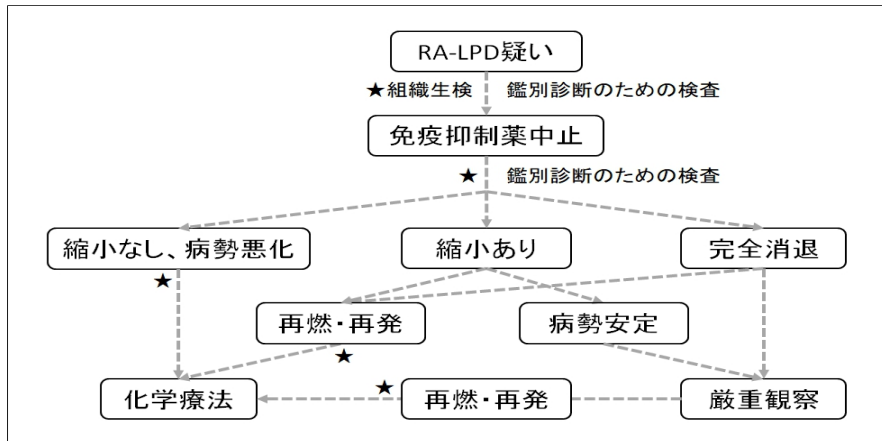 RA-LPD疑い
★組織生検 鑑別診断のための検査
免疫抑制薬中止
★ 鑑別診断のための検査
縮小なし、病勢悪化
縮小あり
完全消退
★
再燃・再発
病勢安定
★
★
化学療法
再燃・再発
厳重観察